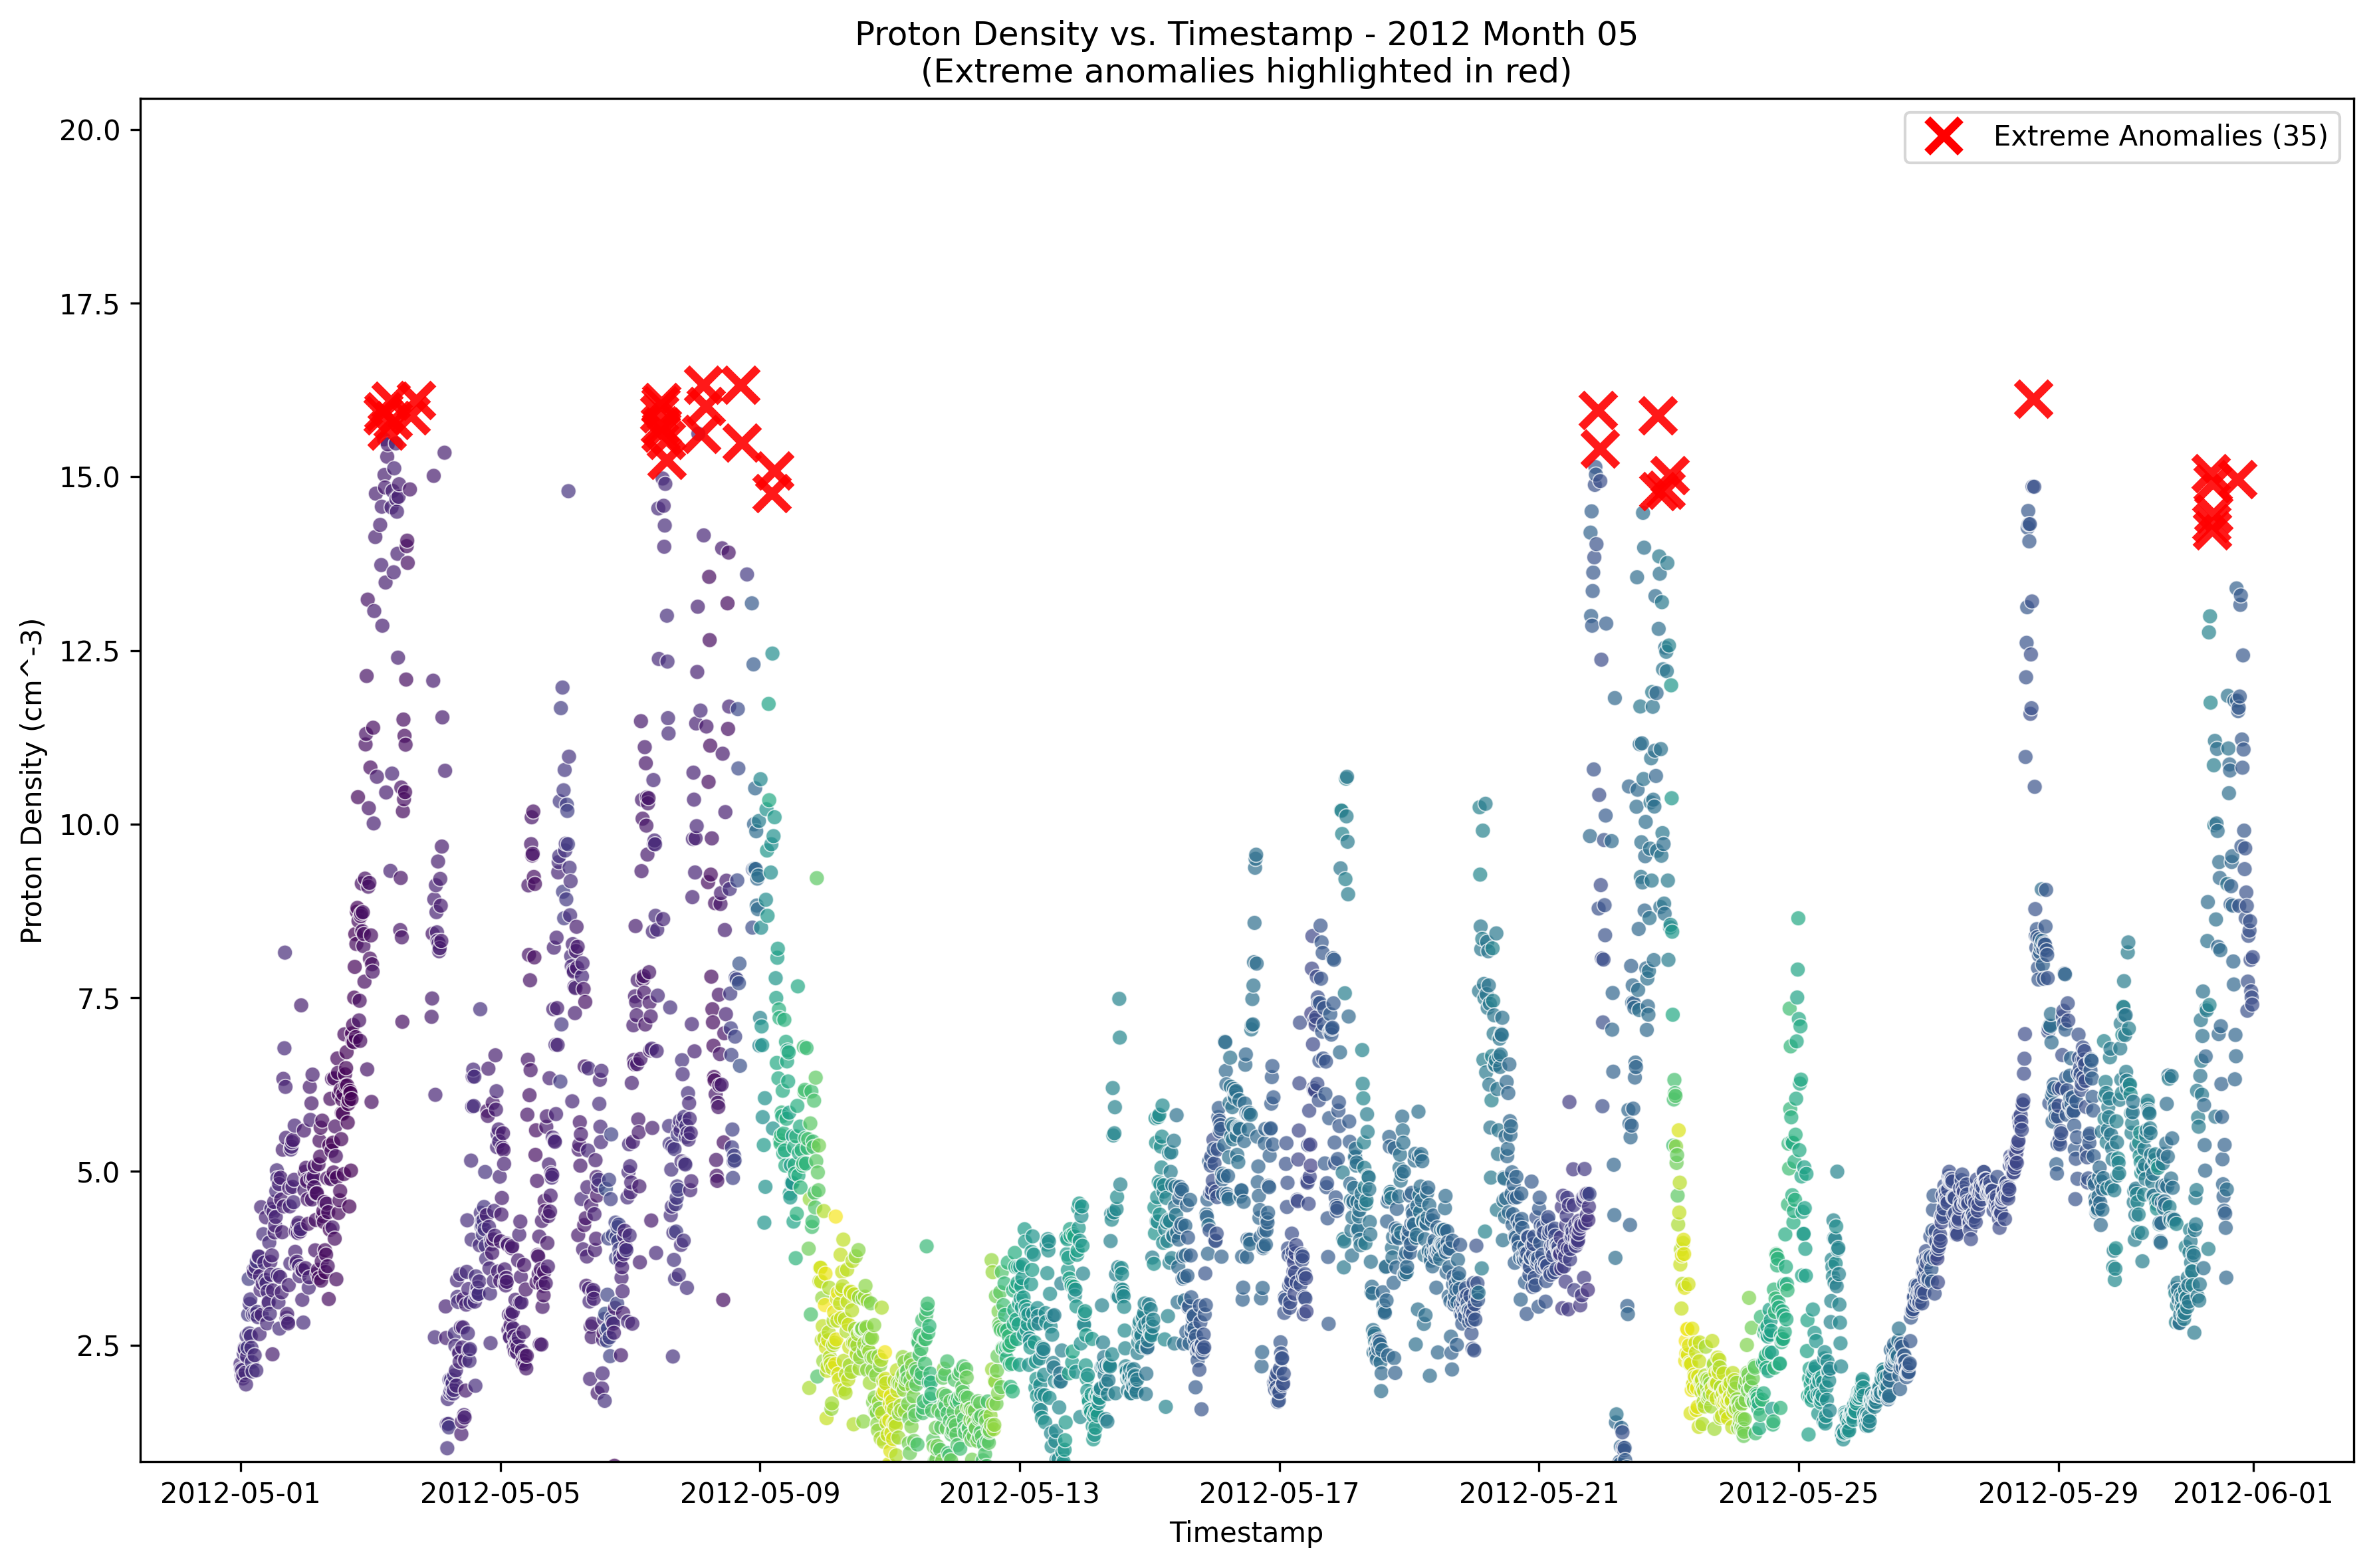 Proton Density vs. Timestamp - 2012 Month 05
(Extreme anomalies highlighted in red)
Extreme Anomalies (35)
Proton Density (cm^-3)
20.0
17.5
15.0
12.5
10.0
7.5
5.0
2.5
2012-05-01 2012-05-05 2012-05-09 2012-05-13 2012-05-17 2012-05-21 2012-05-25 2012-05-29 2012-06-01
Timestamp